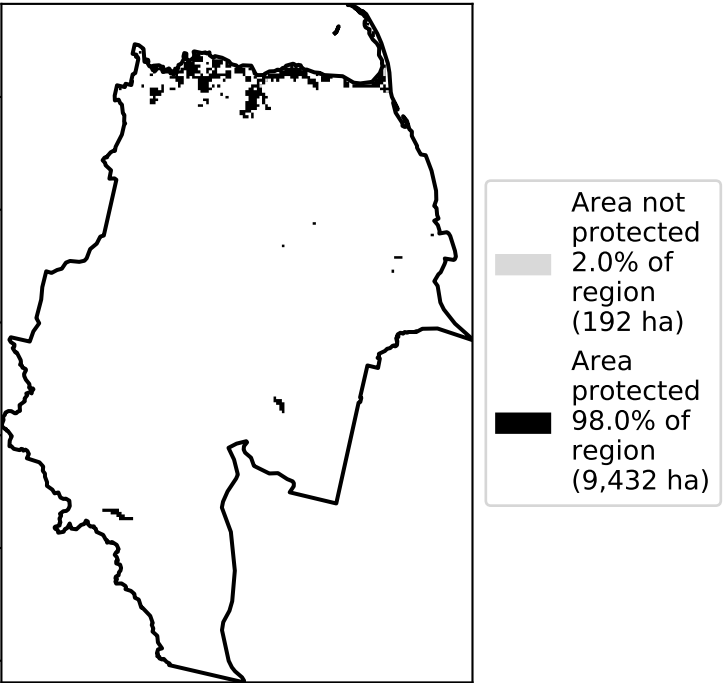 Area not
protected
2.0% of
region
(192 ha)
Area
protected
98.0% of
region
(9,432 ha)